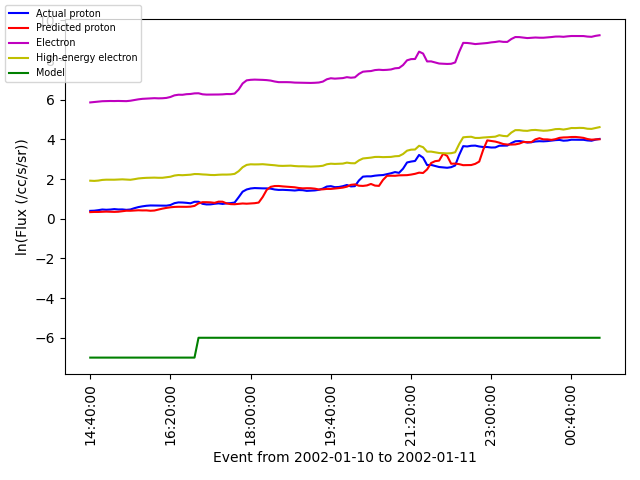 Actual proton
Predicted proton
Electron
High-energy electron
Model
6
4
2
0
−2
−4
−6
ln(Flux (/cc/s/sr))
14:40:00
16:20:00
18:00:00
19:40:00
21:20:00
23:00:00
00:40:00
Event from 2002-01-10 to 2002-01-11